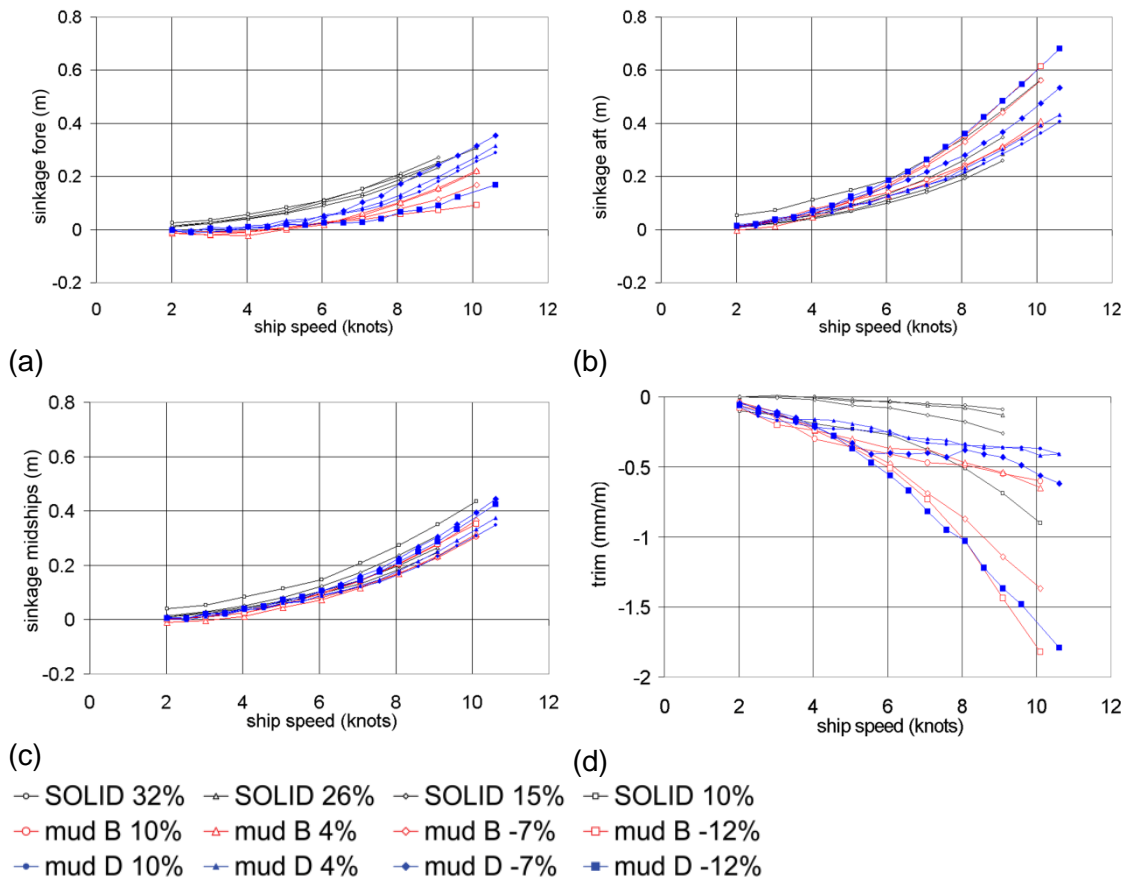 0.8
0.6
0.4
0.2
0
-0.2
sinkage fore (m)
0 2 4 6 8 10 12
ship speed (knots)
(a)
0.8
0.6
0.4
0.2
0
-0.2
sinkage aft (m)
0 2 4 6 8 10 12
ship speed (knots)
(b)
0.8
0.6
0.4
0.2
0
-0.2
sinkage midships (m)
0 2 4 6 8 10 12
ship speed (knots)
(c)
0
-0.5
-1
-1.5
-2
trim (mm/m)
0 2 4 6 8 10 12
ship speed (knots)
(d)
SOLID 32% SOLID 26% SOLID 15% SOLID 10%
mud B 10% mud B 4% mud B -7% mud B -12%
mud D 10% mud D 4% mud D -7% mud D -12%